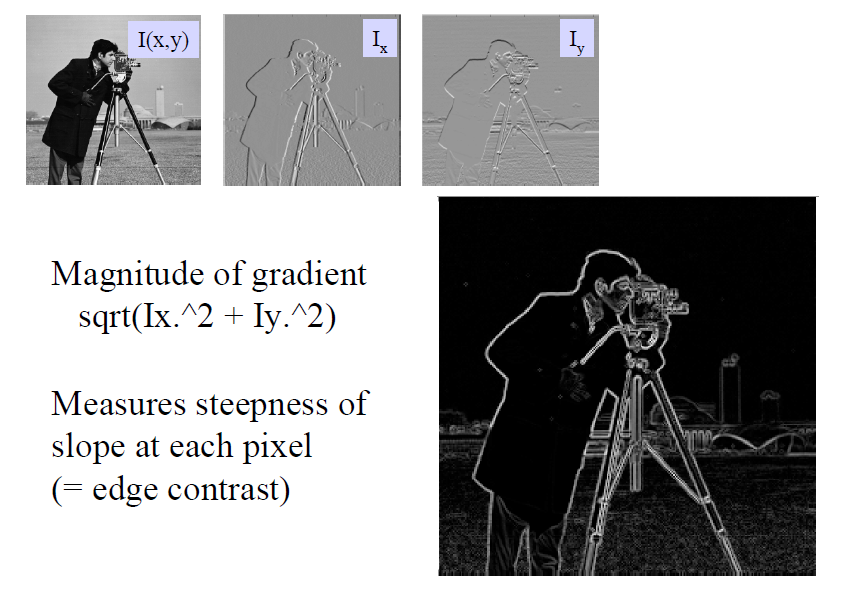 I(x,y)
Ix
Iy
Magnitude of gradient
sqrt(Ix.^2 + Iy.^2)
Measures steepness of
slope at each pixel
(= edge contrast)